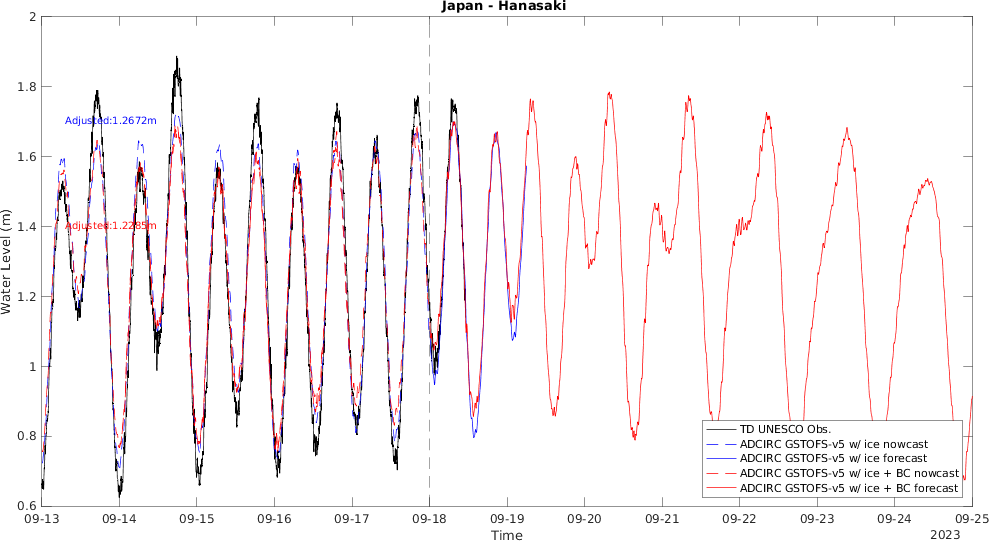 Japan - Hanasaki
2
1.8
1.6
1.4
1.2
1
0.8
0.6
Water Level (m)
Adjusted:1.2672m
Adjusted:1.2285m
TD UNESCO Obs.
ADCIRC GSTOFS-v5 w/ ice nowcast
ADCIRC GSTOFS-v5 w/ ice forecast
ADCIRC GSTOFS-v5 w/ ice + BC nowcast
ADCIRC GSTOFS-v5 w/ ice + BC forecast
09-13 09-14 09-15 09-16 09-17 09-18 09-19 09-20 09-21 09-22 09-23 09-24 09-25
Time
2023